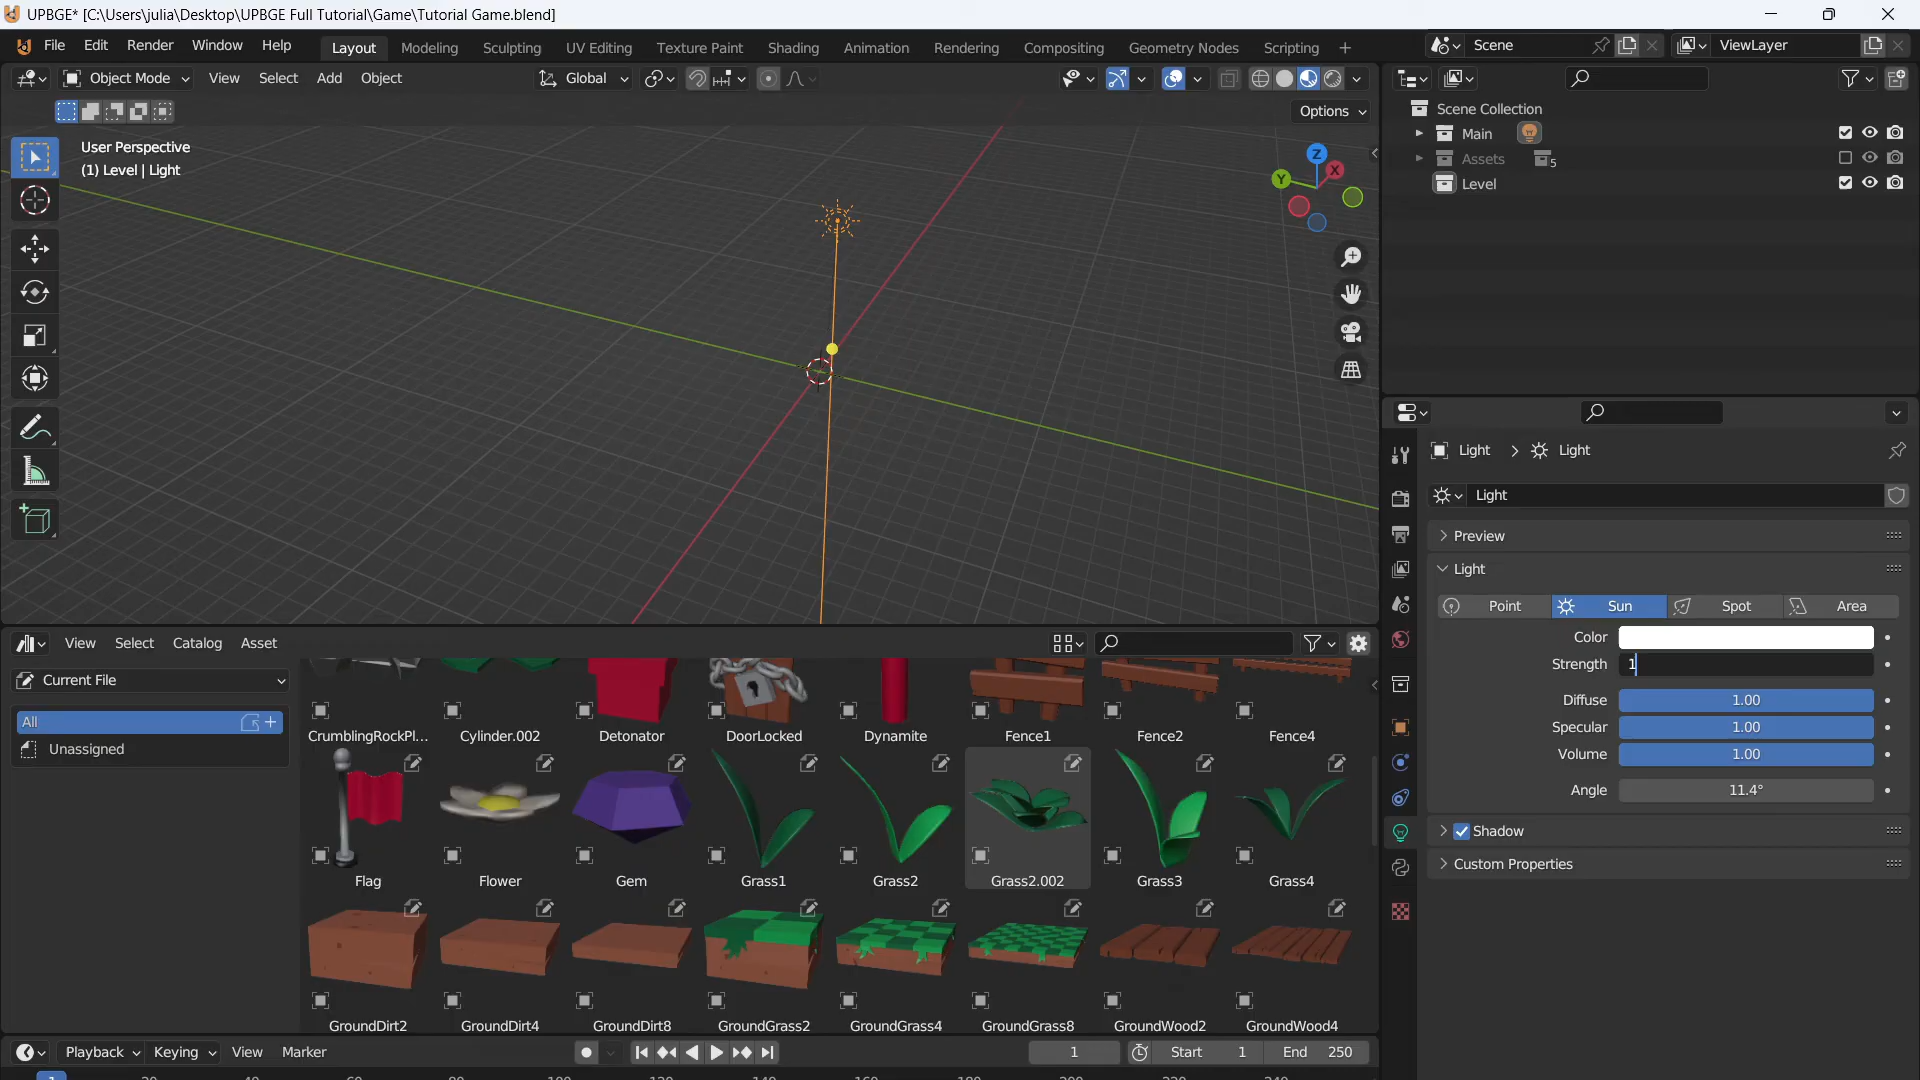 UPBGE* [C:\Users\julia\Desktop\UPBGE Full Tutorial\Game\Tutorial Game.blend]
File Edit Render Window Help Layout Modeling Sculpting UV Editing Texture Paint Shading Animation Rendering Compositing Geometry Nodes Scripting + Scene ViewLayer
Object Mode View Select Add Object Global
Options
User Perspective
(1) Level | Light
Z
X
Y
Scene Collection
Main
Assets 5
Level
Light > Light
Light
Preview
Light
Point Sun Spot Area
Color
Strength 1
Diffuse 1.00
Specular 1.00
Volume 1.00
Angle 11.4°
Shadow
Custom Properties
View Select Catalog Asset
Current File
All
Unassigned
CrumblingRockPl... Cylinder.002 Detonator DoorLocked Dynamite Fence1 Fence2 Fence4
Flag Flower Gem Grass1 Grass2 Grass2.002 Grass3 Grass4
GroundDirt2 GroundDirt4 GroundDirt8 GroundGrass2 GroundGrass4 GroundGrass8 GroundWood2 GroundWood4
Playback Keying View Marker 1 Start 1 End 250